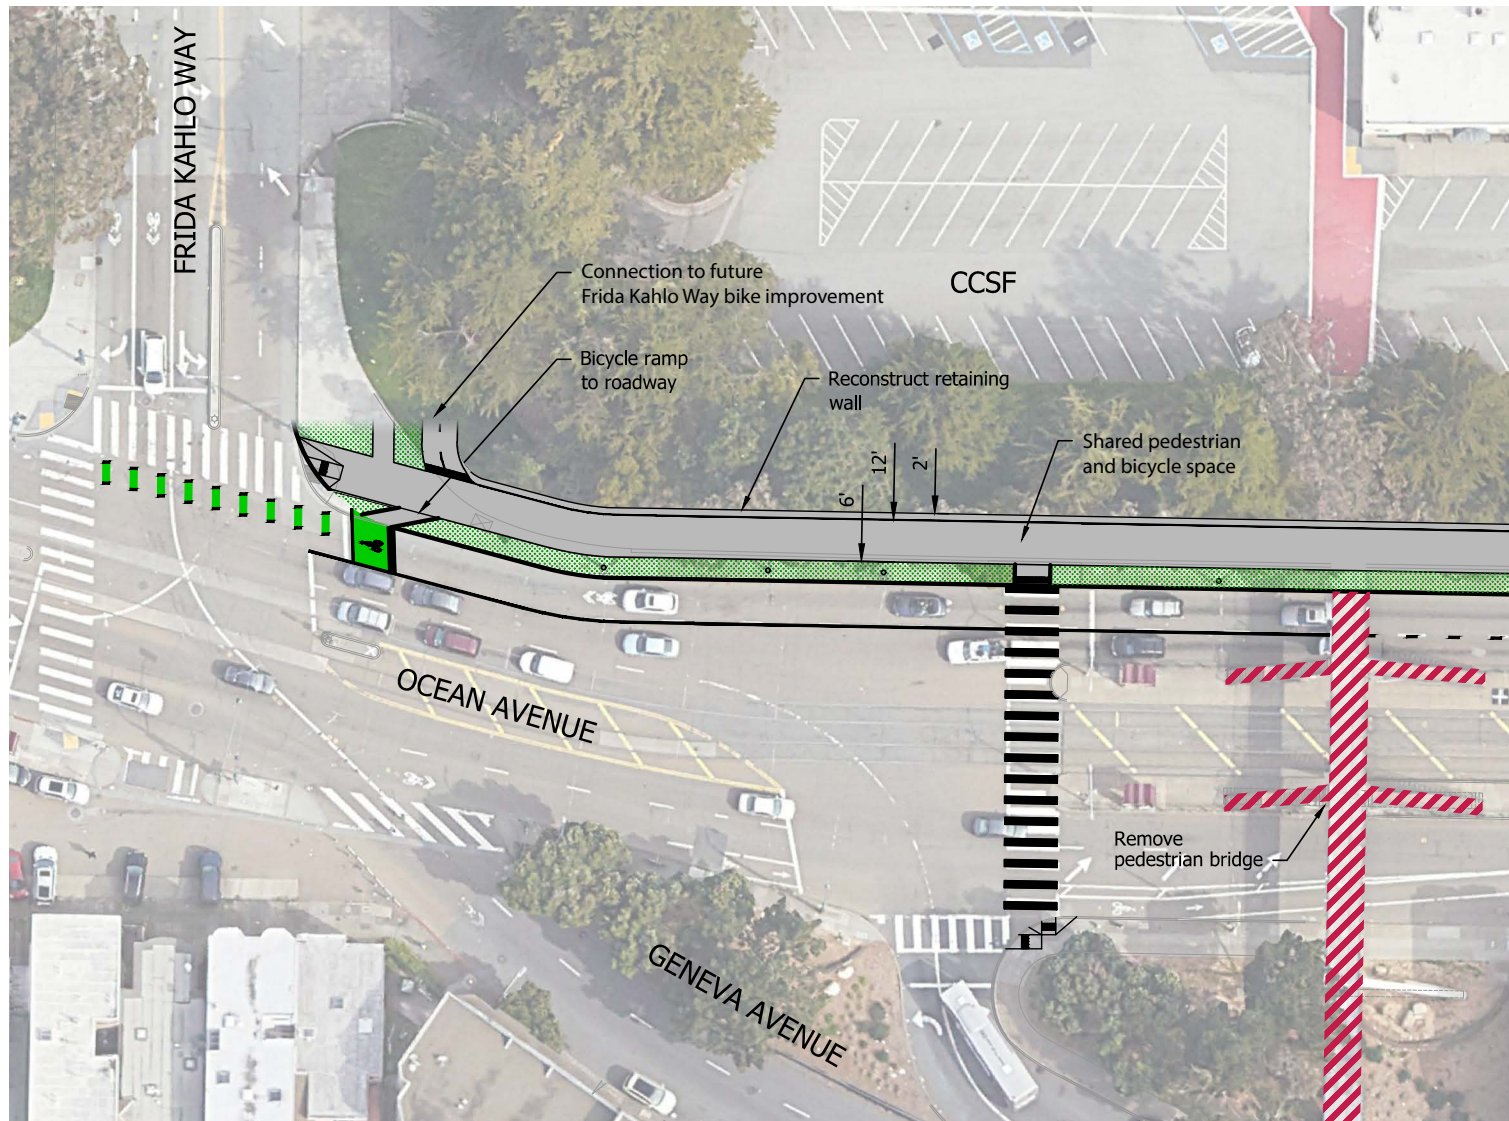 FRIDA KAHLO WAY
Connection to future
Frida Kahlo Way bike improvement
CCSF
Bicycle ramp
to roadway
Reconstruct retaining
wall
Shared pedestrian
and bicycle space
12'
2'
6'
OCEAN AVENUE
Remove
pedestrian bridge
GENEVA AVENUE